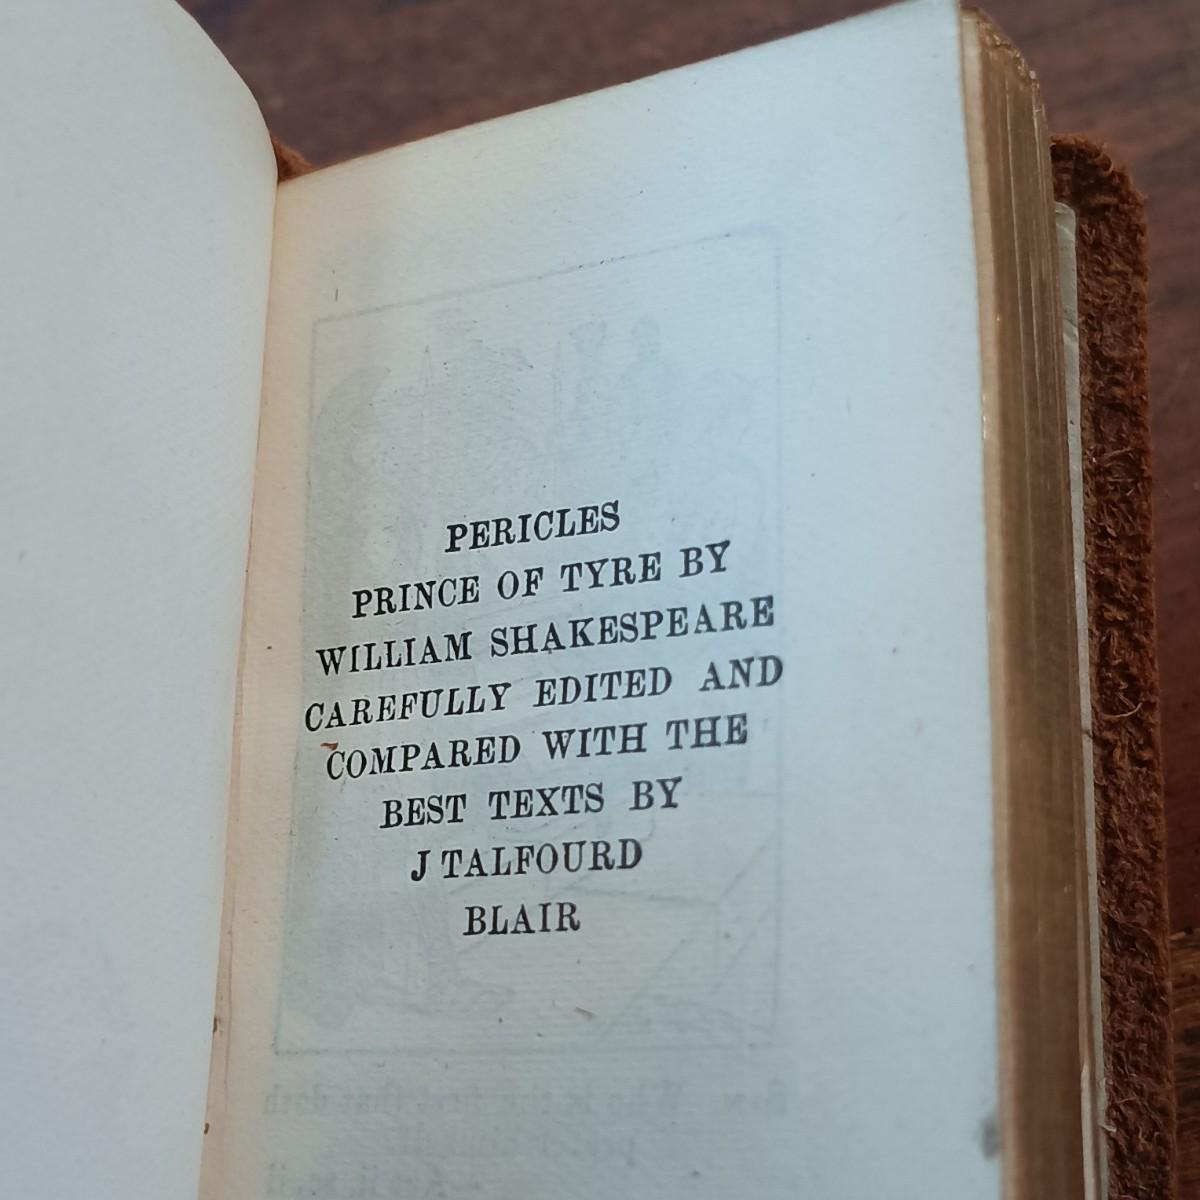 PERICLES
PRINCE OF TYRE BY
WILLIAM SHAKESPEARE
CAREFULLY EDITED AND
COMPARED WITH THE
BEST TEXTS BY
J TALFOURD
BLAIR